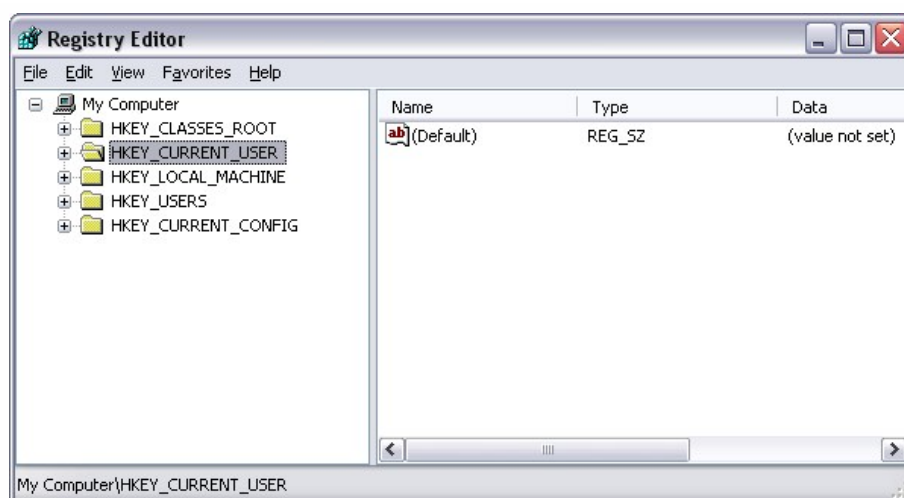 Registry Editor
File Edit View Favorites Help
My Computer
HKEY_CLASSES_ROOT
HKEY_CURRENT_USER
HKEY_LOCAL_MACHINE
HKEY_USERS
HKEY_CURRENT_CONFIG
Name Type Data
ab (Default) REG_SZ (value not set)
My Computer\HKEY_CURRENT_USER